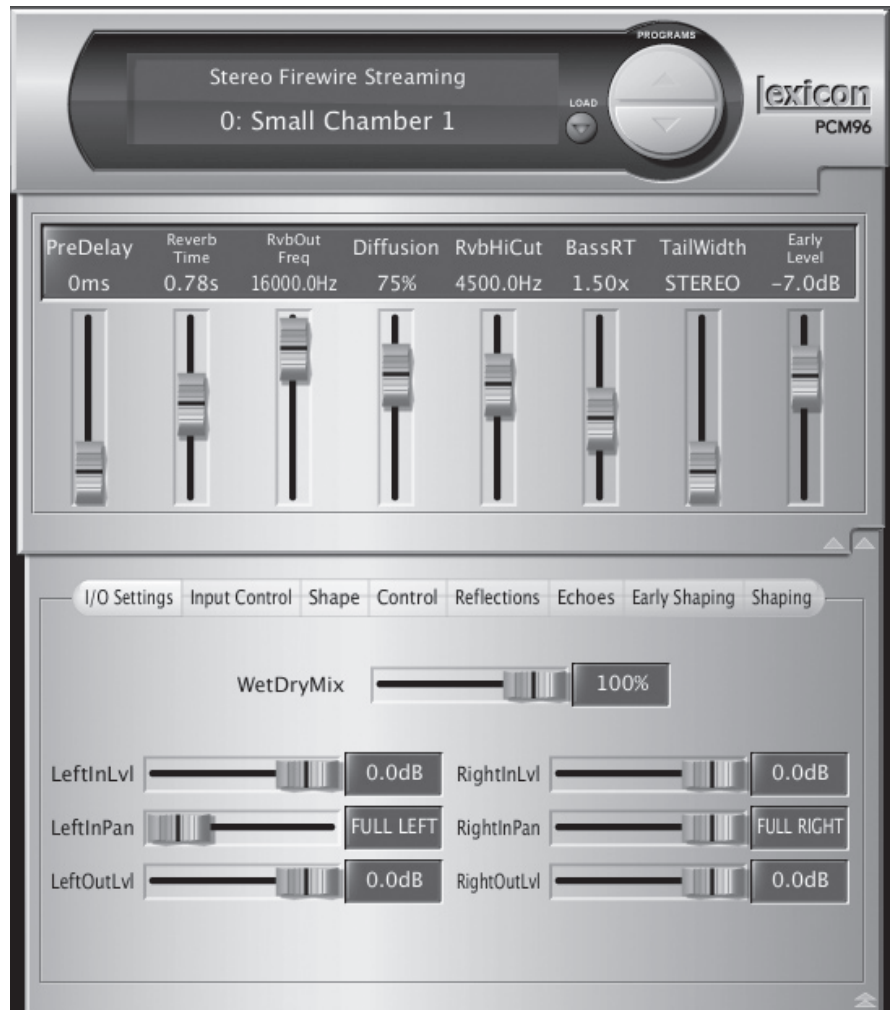 PROGRAMS
Stereo Firewire Streaming
0: Small Chamber 1
LOAD
lexicon
PCM96
PreDelay
0ms
Reverb
Time
0.78s
RvbOut
Freq
16000.0Hz
Diffusion
75%
RvbHiCut
4500.0Hz
BassRT
1.50x
TailWidth
STEREO
Early
Level
-7.0dB
I/O Settings Input Control Shape Control Reflections Echoes Early Shaping Shaping
WetDryMix 100%
LeftInLvl 0.0dB RightInLvl 0.0dB
LeftInPan FULL LEFT RightInPan FULL RIGHT
LeftOutLvl 0.0dB RightOutLvl 0.0dB